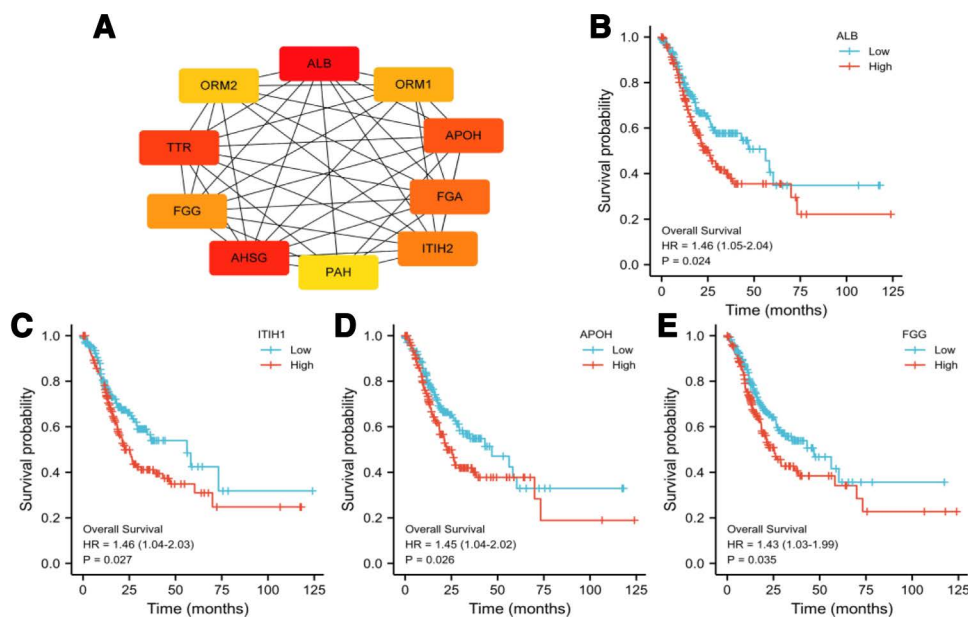 A
ALB
ORM2
ORM1
TTR
APOH
FGG
FGA
AHSG
ITIH2
PAH
B
ALB
Low
High
Survival probability
1.0
0.8
0.6
0.4
0.2
0.0
Overall Survival
HR = 1.46 (1.05-2.04)
P = 0.024
0 25 50 75 100 125
Time (months)
C
ITIH1
Low
High
Survival probability
1.0
0.8
0.6
0.4
0.2
0.0
Overall Survival
HR = 1.46 (1.04-2.03)
P = 0.027
0 25 50 75 100 125
Time (months)
D
APOH
Low
High
Survival probability
1.0
0.8
0.6
0.4
0.2
0.0
Overall Survival
HR = 1.45 (1.04-2.02)
P = 0.026
0 25 50 75 100 125
Time (months)
E
FGG
Low
High
Survival probability
1.0
0.8
0.6
0.4
0.2
0.0
Overall Survival
HR = 1.43 (1.03-1.99)
P = 0.035
0 25 50 75 100 125
Time (months)